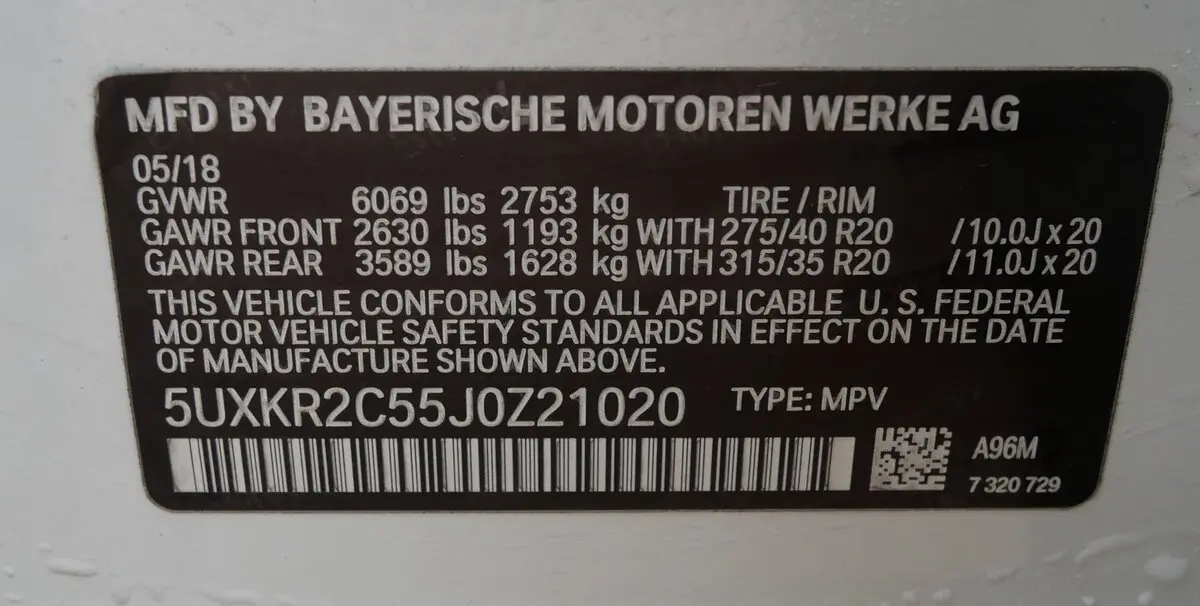 MFD BY BAYERISCHE MOTOREN WERKE AG
05/18
GVWR 6069 lbs 2753 kg TIRE / RIM
GAWR FRONT 2630 lbs 1193 kg WITH 275/40 R20 /10.0J x 20
GAWR REAR 3589 lbs 1628 kg WITH 315/35 R20 /11.0J x 20
THIS VEHICLE CONFORMS TO ALL APPLICABLE U. S. FEDERAL
MOTOR VEHICLE SAFETY STANDARDS IN EFFECT ON THE DATE
OF MANUFACTURE SHOWN ABOVE.
5UXKR2C55J0Z21020 TYPE: MPV
A96M
7 320 729